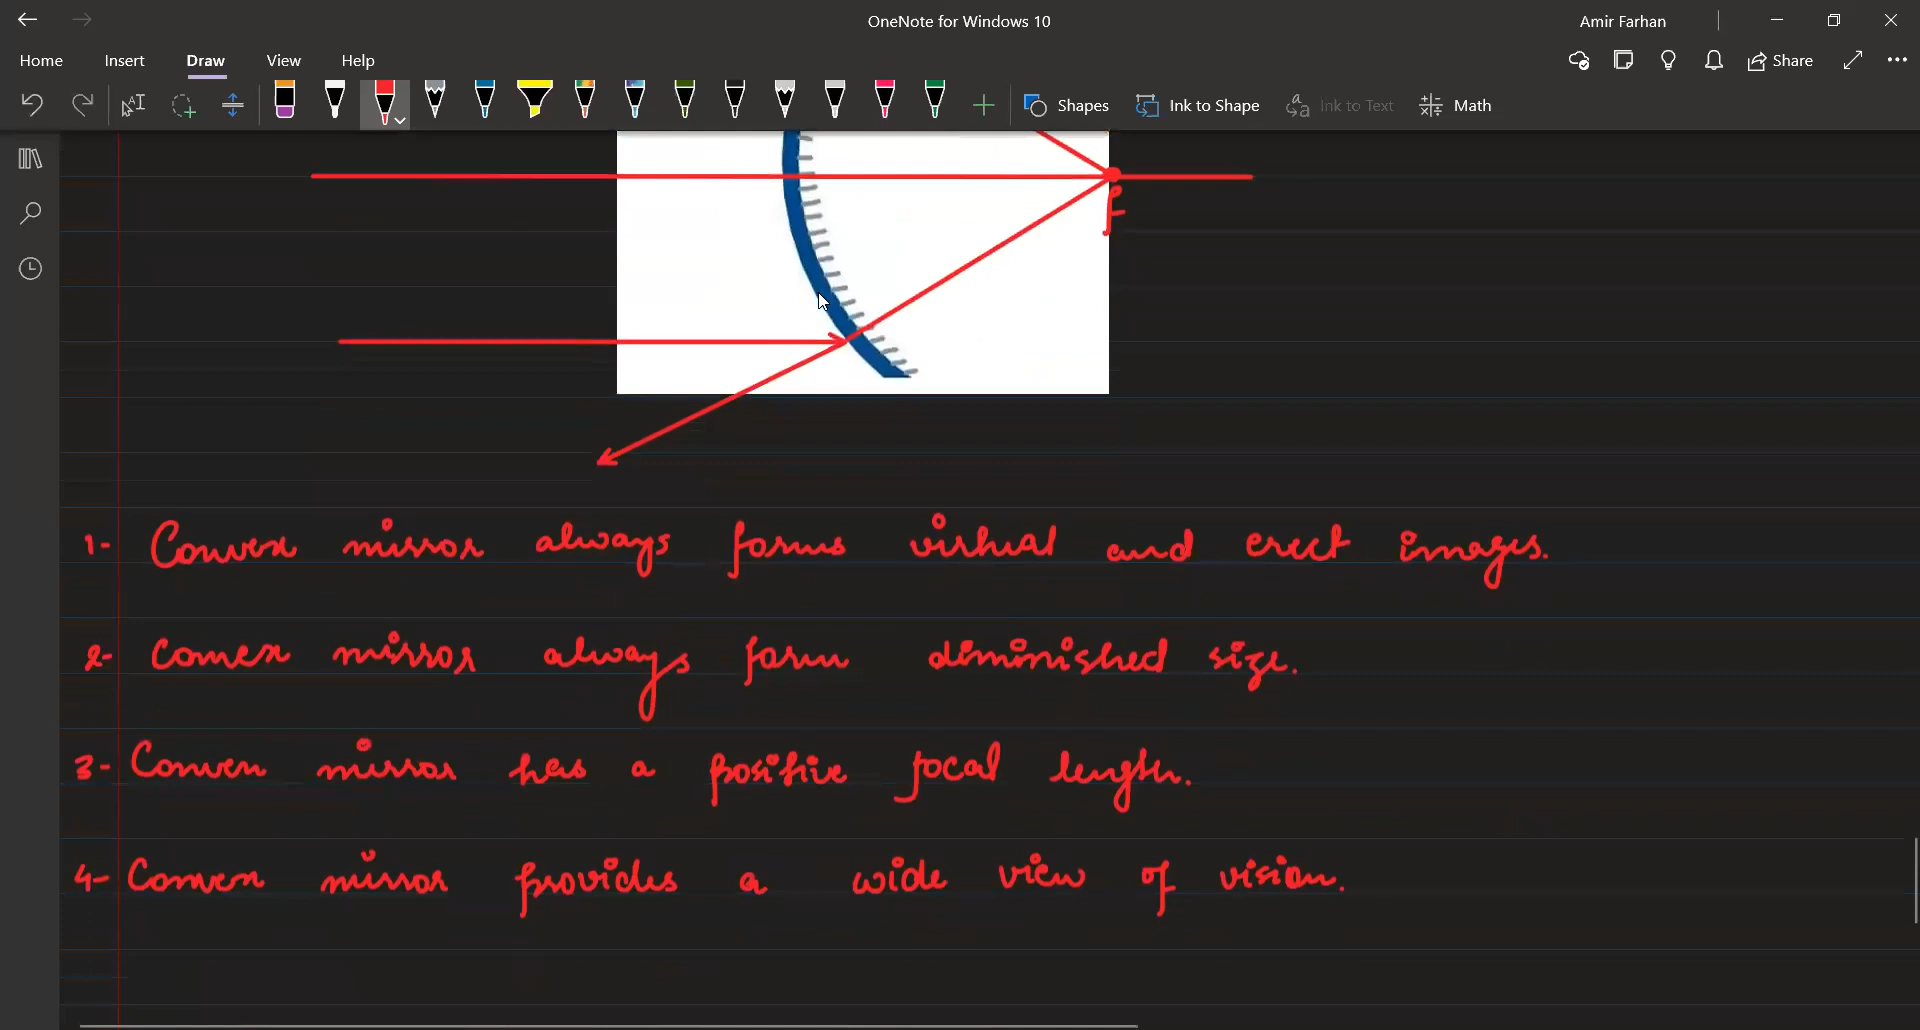 OneNote for Windows 10
Amir Farhan
Home Insert Draw View Help
Share
Shapes Ink to Shape Ink to Text Math
f
1- Convex mirror always forms virtual and erect images.
2- Convex mirror always form diminished size.
3- Convex mirror has a positive focal length.
4- Convex mirror provides a wide view of vision.